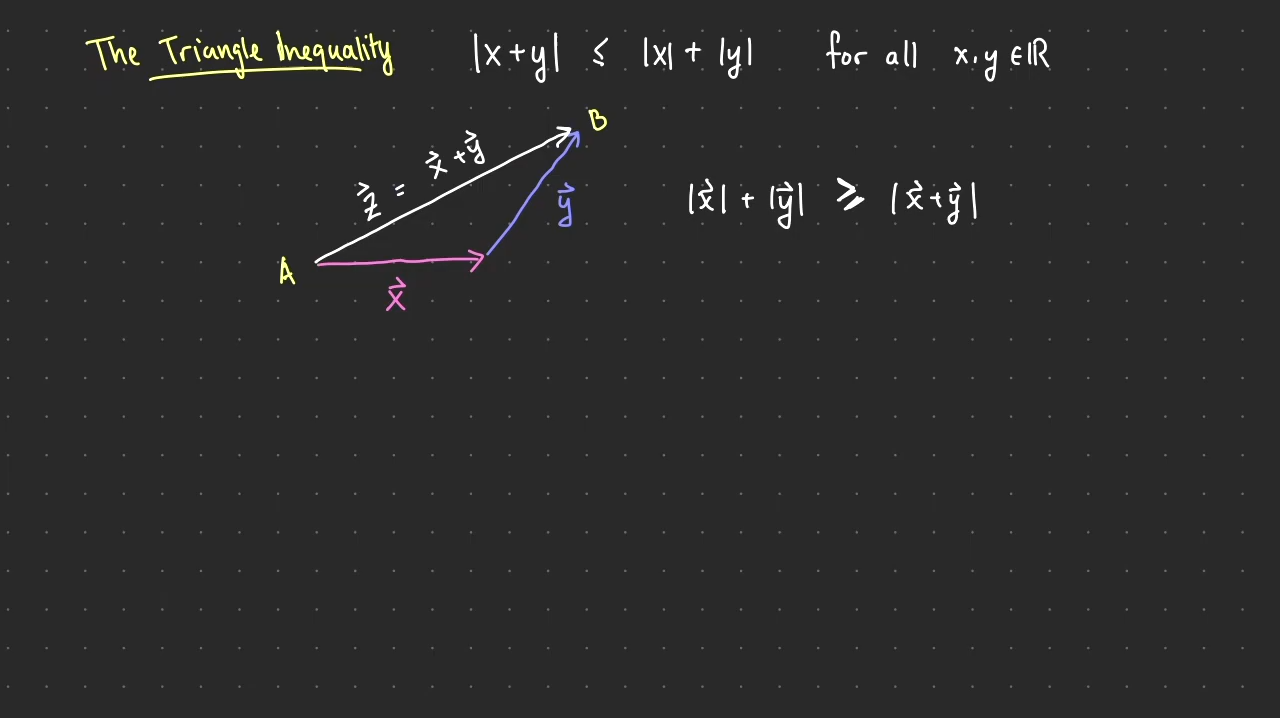 The Triangle Inequality |x+y| ≤ |x| + |y| for all x, y ∈ ℝ
B
z⃗ = x⃗ + y⃗
y⃗
|x⃗| + |y⃗| ⩾ |x⃗+y⃗|
A
x⃗